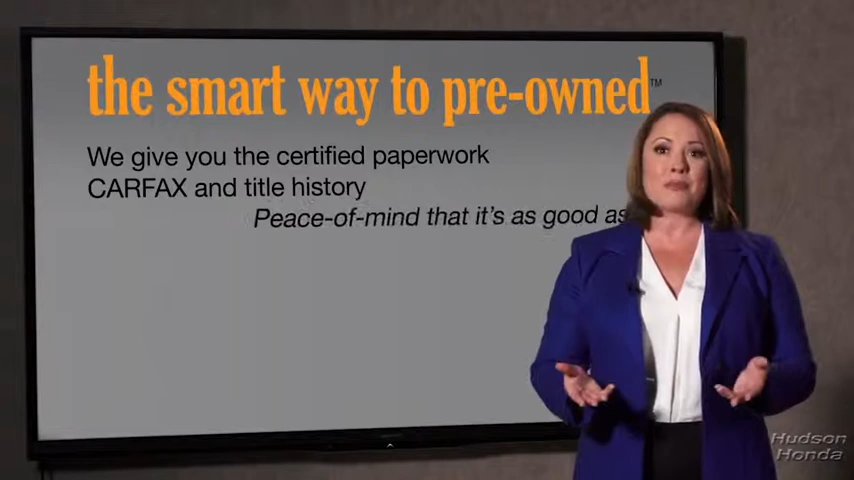 the smart way to pre-owned™
We give you the certified paperwork
CARFAX and title history
Peace-of-mind that it's as good as
Hudson
Honda